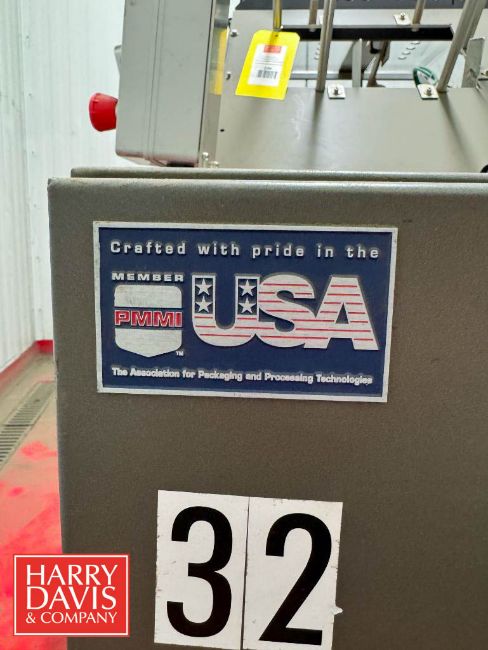 Crafted with pride in the
MEMBER
PMMI
TM
USA
The Association for Packaging and Processing Technologies
32
HARRY
DAVIS
& COMPANY